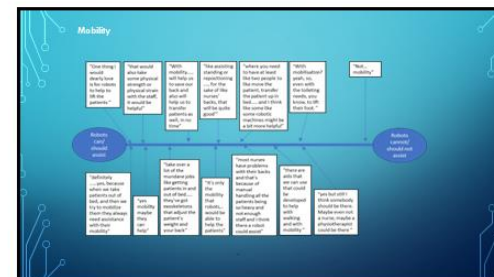 Mobility
"One thing I
would
dearly love
is for robots
to help to
lift the
patients "
"that would
also take
some physical
strength or
physical strain
with the staff,
it would be
helpful"
"With
mobility.....
will help us
to save our
back and
also will
help us to
transfer
patients as
well, in no
time"
"like assisting
standing or
repositioning
..... for the
sake of like
nurses'
backs, that
will be quite
good"
"where you need
to have at least
like two people to
like move the
patient, transfer
the patient up in
bed..... and I think
some like
some robotic
machines might be
a lot more helpful"
"With
mobilisation?
yeah, so,
even with
the toileting
needs, you
know, to lift
their foot."
"Not...
mobility"
Robots
can/
should
assist
Robots
cannot/
should not
assist
"definitely
...... yes, because
when we take
patients out of
bed, and then we
try to mobilize
them they always
need assistance
with their
mobility"
"yes
mobility
maybe
they
can
help"
"take over a
lot of the
mundane jobs
like getting
patients in and
out of bed......
they've got
that adjust the
patient's
weight and
your back"
"it's only
the
mobility
that
robots..
would be
able to
help the
patients"
"most nurses
have problems
with their backs
and that's
because of
manual
handling all the
patients being
so heavy and
not enough
staff and I think
there a robot
could assist"
"there are
aids that
we can use
that could
be
developed
to help
with
walking
and with
mobility "
"yes but still I
think somebody
should be there.
Maybe even not
a nurse, maybe a
physiotherapist
could be there "